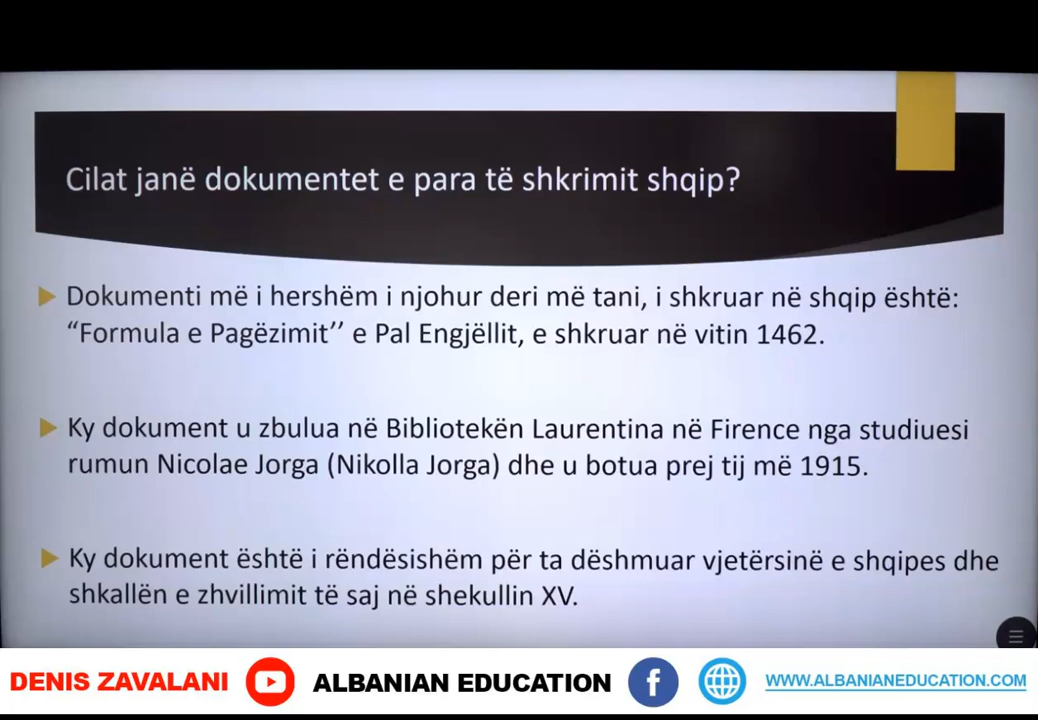 Cilat janë dokumentet e para të shkrimit shqip?
Dokumenti më i hershëm i njohur deri më tani, i shkruar në shqip është:
“Formula e Pagëzimit’’ e Pal Engjëllit, e shkruar në vitin 1462.
Ky dokument u zbulua në Bibliotekën Laurentina në Firence nga studiuesi
rumun Nicolae Jorga (Nikolla Jorga) dhe u botua prej tij më 1915.
Ky dokument është i rëndësishëm për ta dëshmuar vjetërsinë e shqipes dhe
shkallën e zhvillimit të saj në shekullin XV.
DENIS ZAVALANI ALBANIAN EDUCATION WWW.ALBANIANEDUCATION.COM